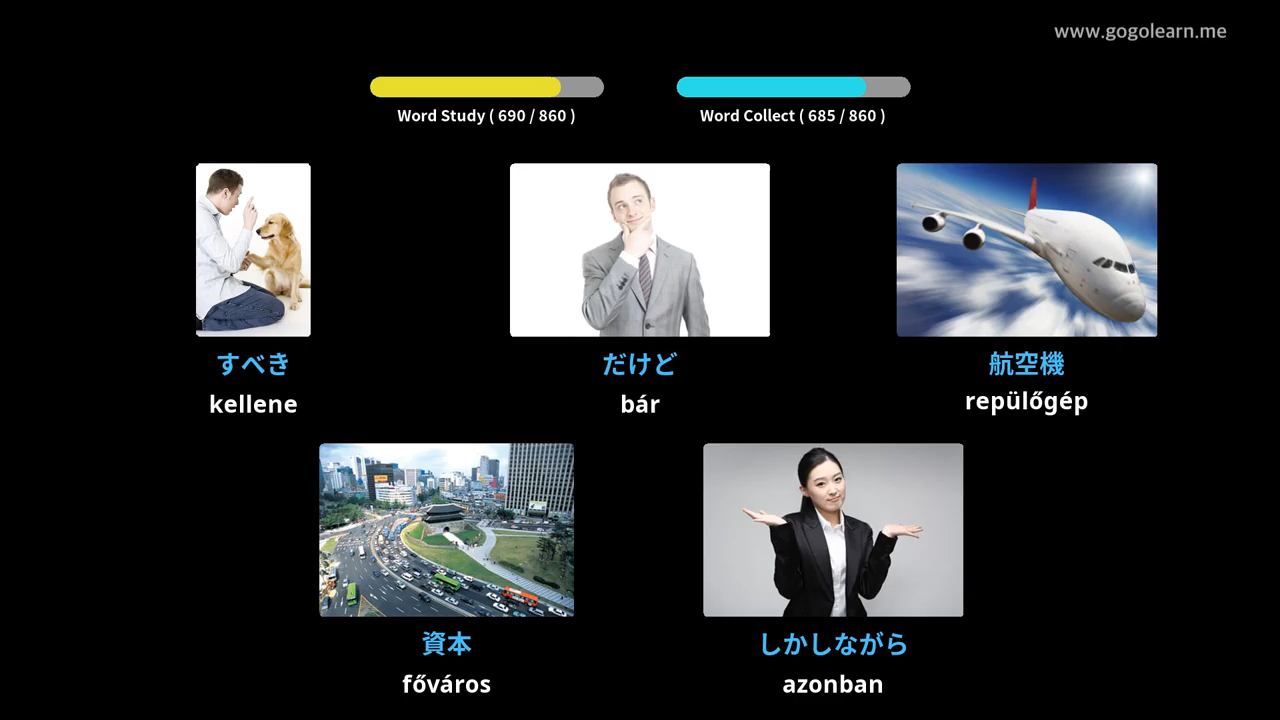 www.gogolearn.me
Word Study ( 690 / 860 )
Word Collect ( 685 / 860 )
すべき
kellene
だけど
bár
航空機
repülőgép
資本
főváros
しかしながら
azonban